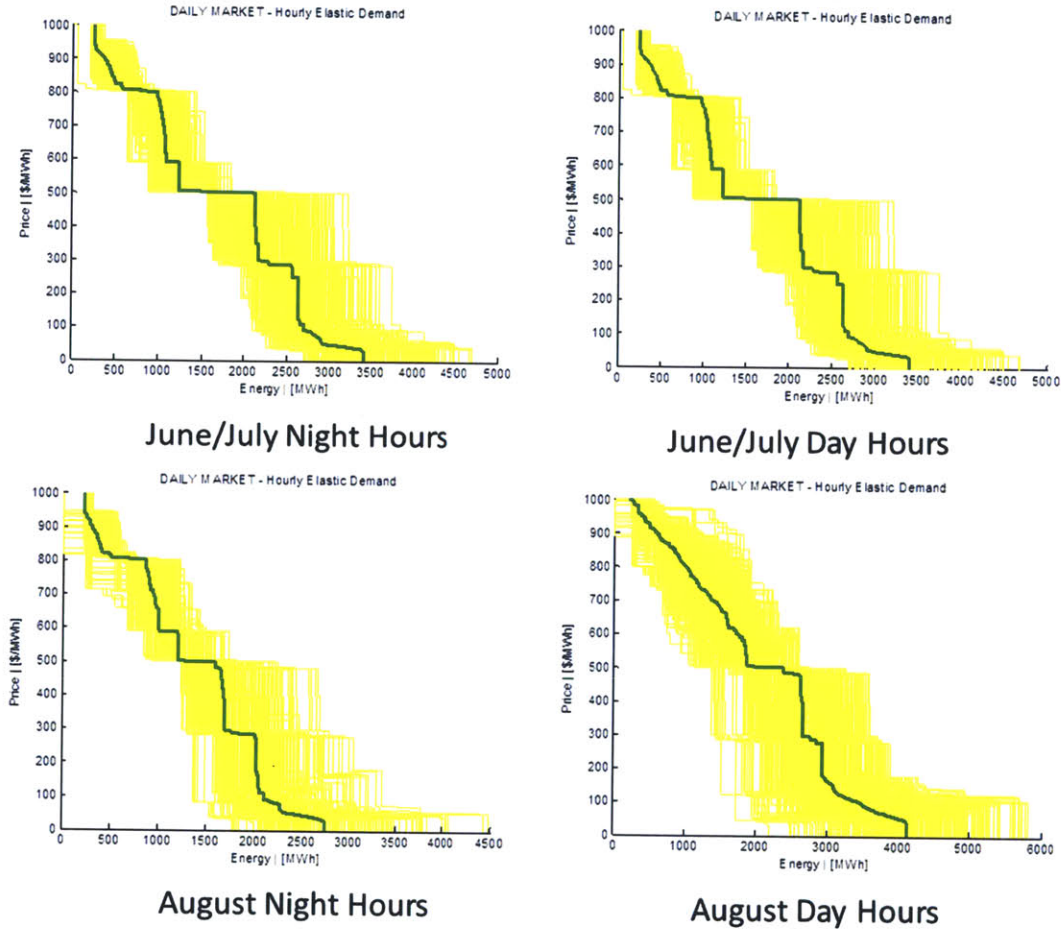 DAILY MARKET - Hourly Elastic Demand
1000
900
800
700
600
500
400
300
200
100
0
Price | [$/MWh]
0 500 1000 1500 2000 2500 3000 3500 4000 4500 5000
Energy | [MWh]
June/July Night Hours
DAILY MARKET - Hourly Elastic Demand
1000
900
800
700
600
500
400
300
200
100
0
Price | [$/MWh]
0 500 1000 1500 2000 2500 3000 3500 4000 4500 5000
Energy | [MWh]
June/July Day Hours
DAILY MARKET - Hourly Elastic Demand
1000
900
800
700
600
500
400
300
200
100
0
Price | [$/MWh]
0 500 1000 1500 2000 2500 3000 3500 4000 4500
Energy | [MWh]
August Night Hours
DAILY MARKET - Hourly Elastic Demand
1000
900
800
700
600
500
400
300
200
100
0
Price | [$/MWh]
0 1000 2000 3000 4000 5000 6000
Energy | [MWh]
August Day Hours